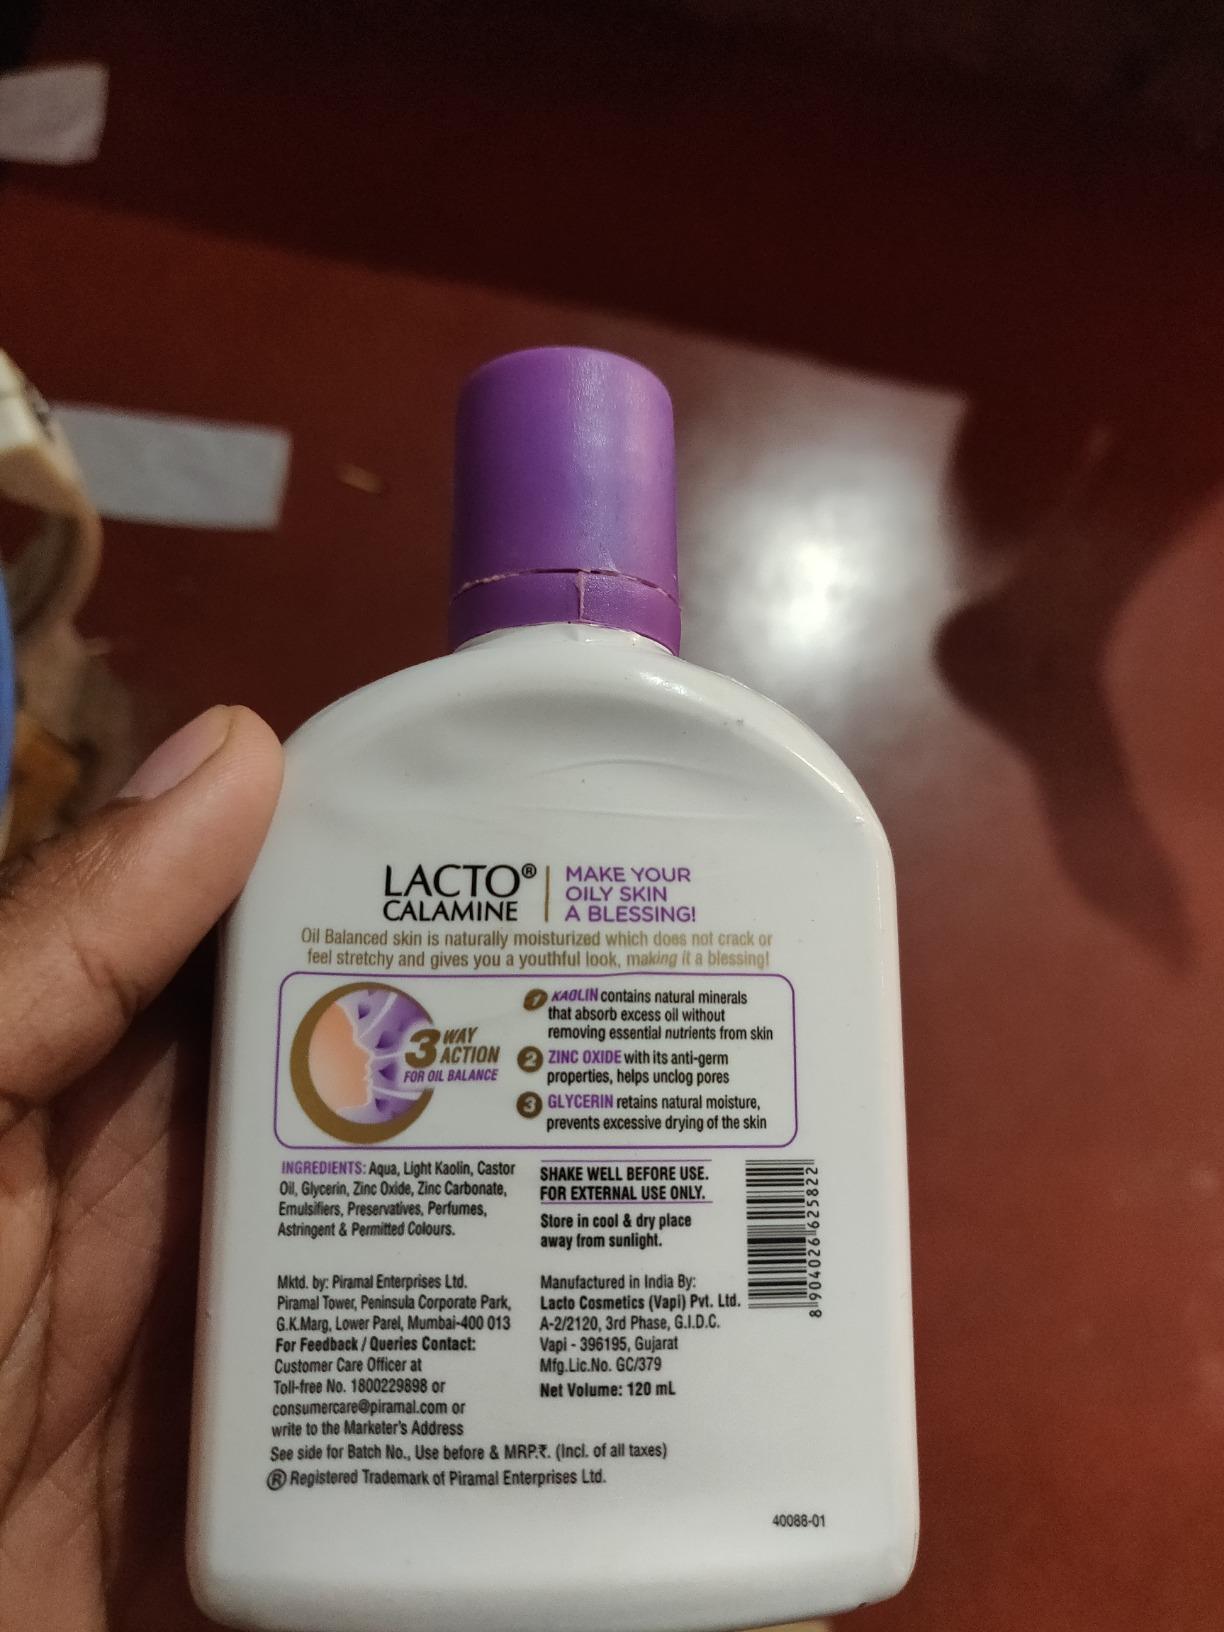 LACTO®
CALAMINE
MAKE YOUR
OILY SKIN
A BLESSING!
Oil Balanced skin is naturally moisturized which does not crack or
feel stretchy and gives you a youthful look, making it a blessing!
3 WAY
ACTION
FOR OIL BALANCE
1 KAOLIN contains natural minerals
that absorb excess oil without
removing essential nutrients from skin
2 ZINC OXIDE with its anti-germ
properties, helps unclog pores
3 GLYCERIN retains natural moisture,
prevents excessive drying of the skin
INGREDIENTS: Aqua, Light Kaolin, Castor
Oil, Glycerin, Zinc Oxide, Zinc Carbonate,
Emulsifiers, Preservatives, Perfumes,
Astringent & Permitted Colours.
SHAKE WELL BEFORE USE.
FOR EXTERNAL USE ONLY.
Store in cool & dry place
away from sunlight.
8 904026 625822
Mktd. by: Piramal Enterprises Ltd.
Piramal Tower, Peninsula Corporate Park,
G.K.Marg, Lower Parel, Mumbai-400 013
For Feedback / Queries Contact:
Customer Care Officer at
Toll-free No. 1800229898 or
consumercare@piramal.com or
write to the Marketer's Address
Manufactured in India By:
Lacto Cosmetics (Vapi) Pvt. Ltd.
A-2/2120, 3rd Phase, G.I.D.C.
Vapi - 396195, Gujarat
Mfg.Lic.No. GC/379
Net Volume: 120 mL
See side for Batch No., Use before & MRP.₹. (Incl. of all taxes)
® Registered Trademark of Piramal Enterprises Ltd.
40088-01